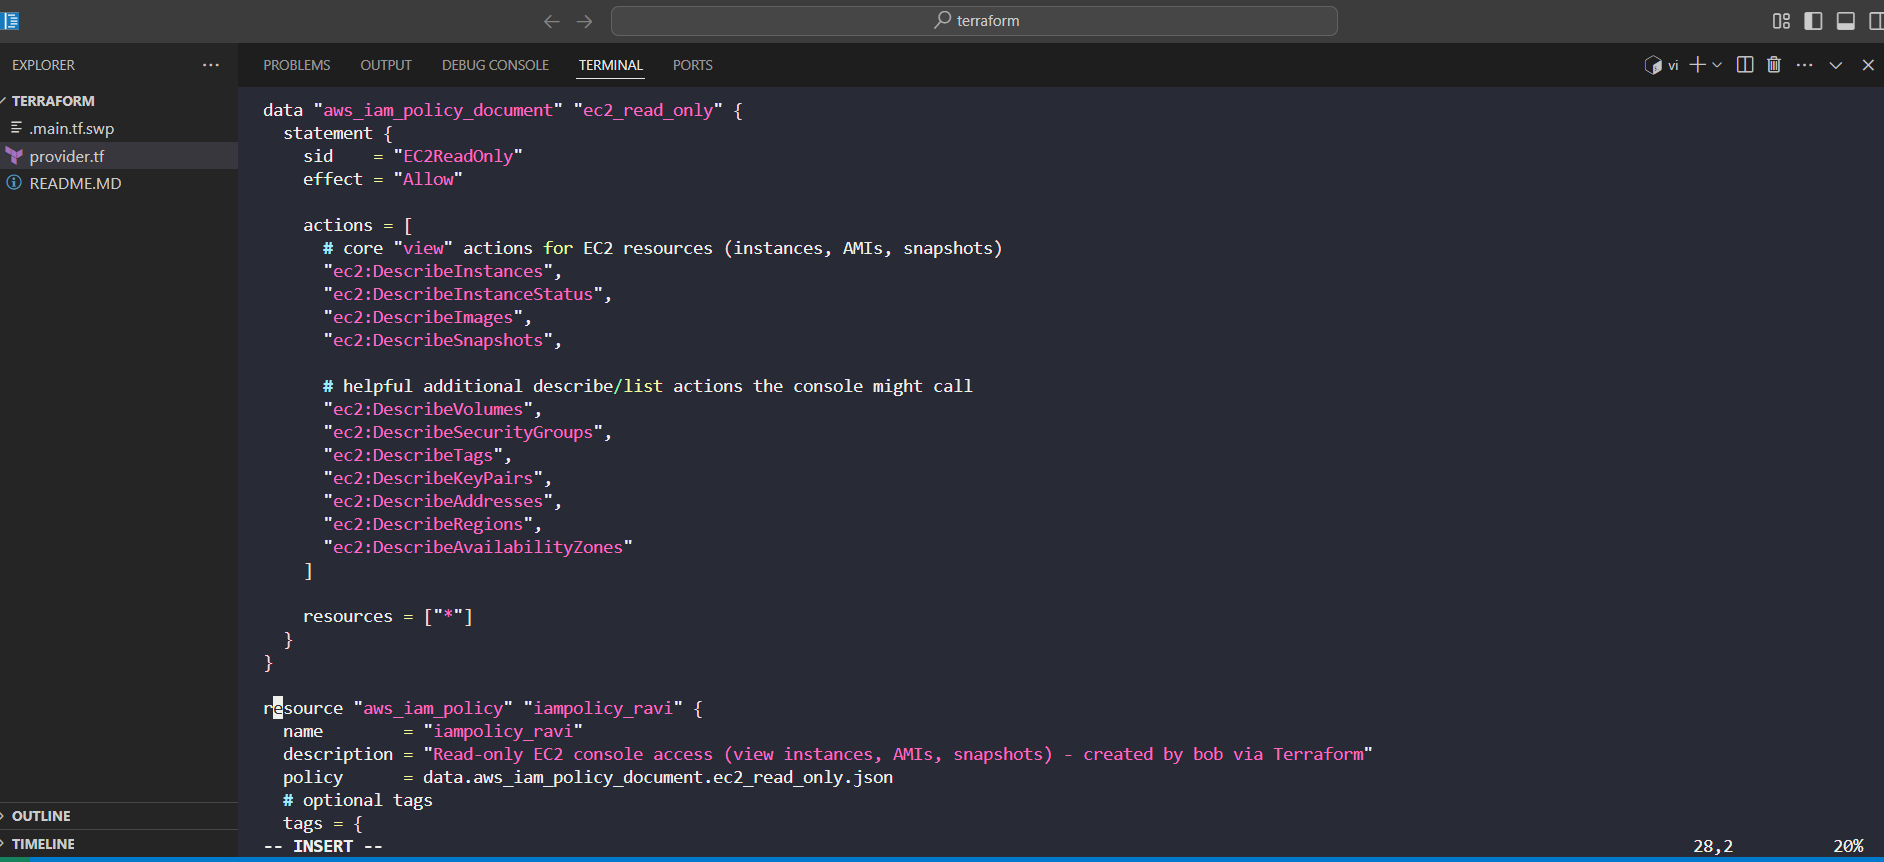 terraform
EXPLORER
PROBLEMS OUTPUT DEBUG CONSOLE TERMINAL PORTS
vi
TERRAFORM
.main.tf.swp
provider.tf
README.MD
data "aws_iam_policy_document" "ec2_read_only" {
  statement {
    sid    = "EC2ReadOnly"
    effect = "Allow"

    actions = [
      # core "view" actions for EC2 resources (instances, AMIs, snapshots)
      "ec2:DescribeInstances",
      "ec2:DescribeInstanceStatus",
      "ec2:DescribeImages",
      "ec2:DescribeSnapshots",

      # helpful additional describe/list actions the console might call
      "ec2:DescribeVolumes",
      "ec2:DescribeSecurityGroups",
      "ec2:DescribeTags",
      "ec2:DescribeKeyPairs",
      "ec2:DescribeAddresses",
      "ec2:DescribeRegions",
      "ec2:DescribeAvailabilityZones"
    ]

    resources = ["*"]
  }
}

resource "aws_iam_policy" "iampolicy_ravi" {
  name        = "iampolicy_ravi"
  description = "Read-only EC2 console access (view instances, AMIs, snapshots) - created by bob via Terraform"
  policy      = data.aws_iam_policy_document.ec2_read_only.json
  # optional tags
  tags = {
-- INSERT -- 28,2 20%
OUTLINE
TIMELINE